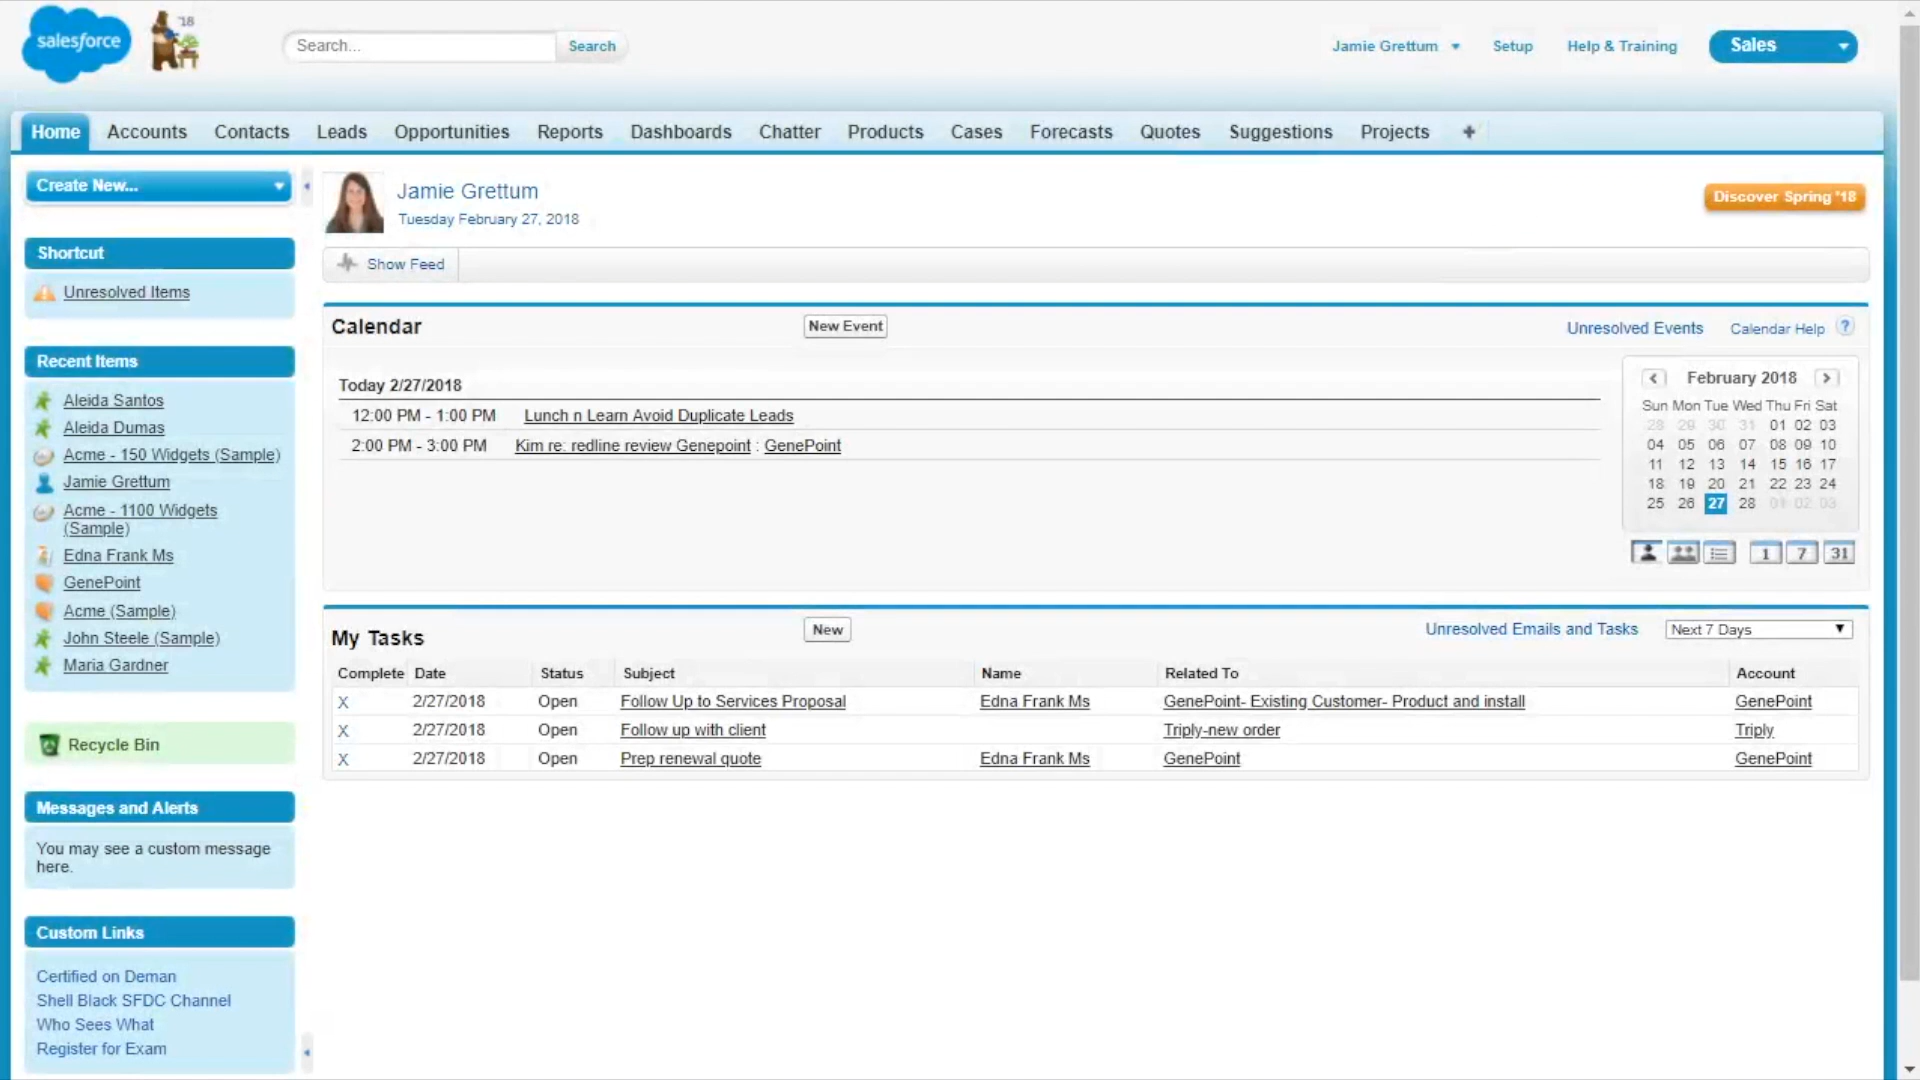 salesforce
'18
Search...
Search
Jamie Grettum
Setup
Help & Training
Sales
Home
Accounts
Contacts
Leads
Opportunities
Reports
Dashboards
Chatter
Products
Cases
Forecasts
Quotes
Suggestions
Projects
+
Create New...
Shortcut
Unresolved Items
Recent Items
Aleida Santos
Aleida Dumas
Acme - 150 Widgets (Sample)
Jamie Grettum
Acme - 1100 Widgets
(Sample)
Edna Frank Ms
GenePoint
Acme (Sample)
John Steele (Sample)
Maria Gardner
Recycle Bin
Messages and Alerts
You may see a custom message
here.
Custom Links
Certified on Deman
Shell Black SFDC Channel
Who Sees What
Register for Exam
Jamie Grettum
Tuesday February 27, 2018
Discover Spring '18
Show Feed
Calendar
New Event
Unresolved Events
Calendar Help ?
Today 2/27/2018
12:00 PM - 1:00 PM Lunch n Learn Avoid Duplicate Leads
2:00 PM - 3:00 PM Kim re: redline review Genepoint : GenePoint
February 2018
Sun Mon Tue Wed Thu Fri Sat
28 29 30 31 01 02 03
04 05 06 07 08 09 10
11 12 13 14 15 16 17
18 19 20 21 22 23 24
25 26 27 28 01 02 03
1 7 31
My Tasks
New
Unresolved Emails and Tasks
Next 7 Days
Complete Date Status Subject Name Related To Account
X 2/27/2018 Open Follow Up to Services Proposal Edna Frank Ms GenePoint- Existing Customer- Product and install GenePoint
X 2/27/2018 Open Follow up with client Triply-new order Triply
X 2/27/2018 Open Prep renewal quote Edna Frank Ms GenePoint GenePoint